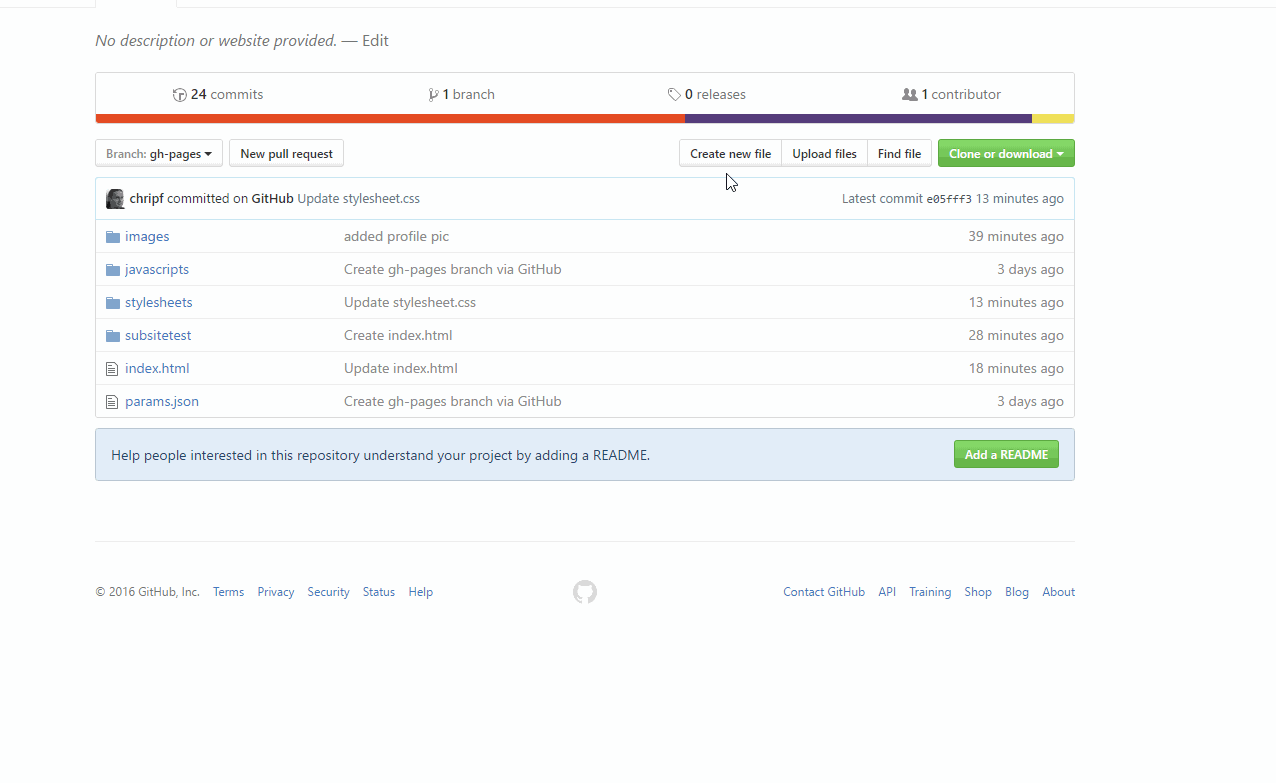 No description or website provided. — Edit
24 commits 1 branch 0 releases 1 contributor
Branch: gh-pages New pull request Create new file Upload files Find file Clone or download
chripf committed on GitHub Update stylesheet.css Latest commit e05fff3 13 minutes ago
images added profile pic 39 minutes ago
javascripts Create gh-pages branch via GitHub 3 days ago
stylesheets Update stylesheet.css 13 minutes ago
subsitetest Create index.html 28 minutes ago
index.html Update index.html 18 minutes ago
params.json Create gh-pages branch via GitHub 3 days ago
Help people interested in this repository understand your project by adding a README. Add a README
© 2016 GitHub, Inc. Terms Privacy Security Status Help Contact GitHub API Training Shop Blog About